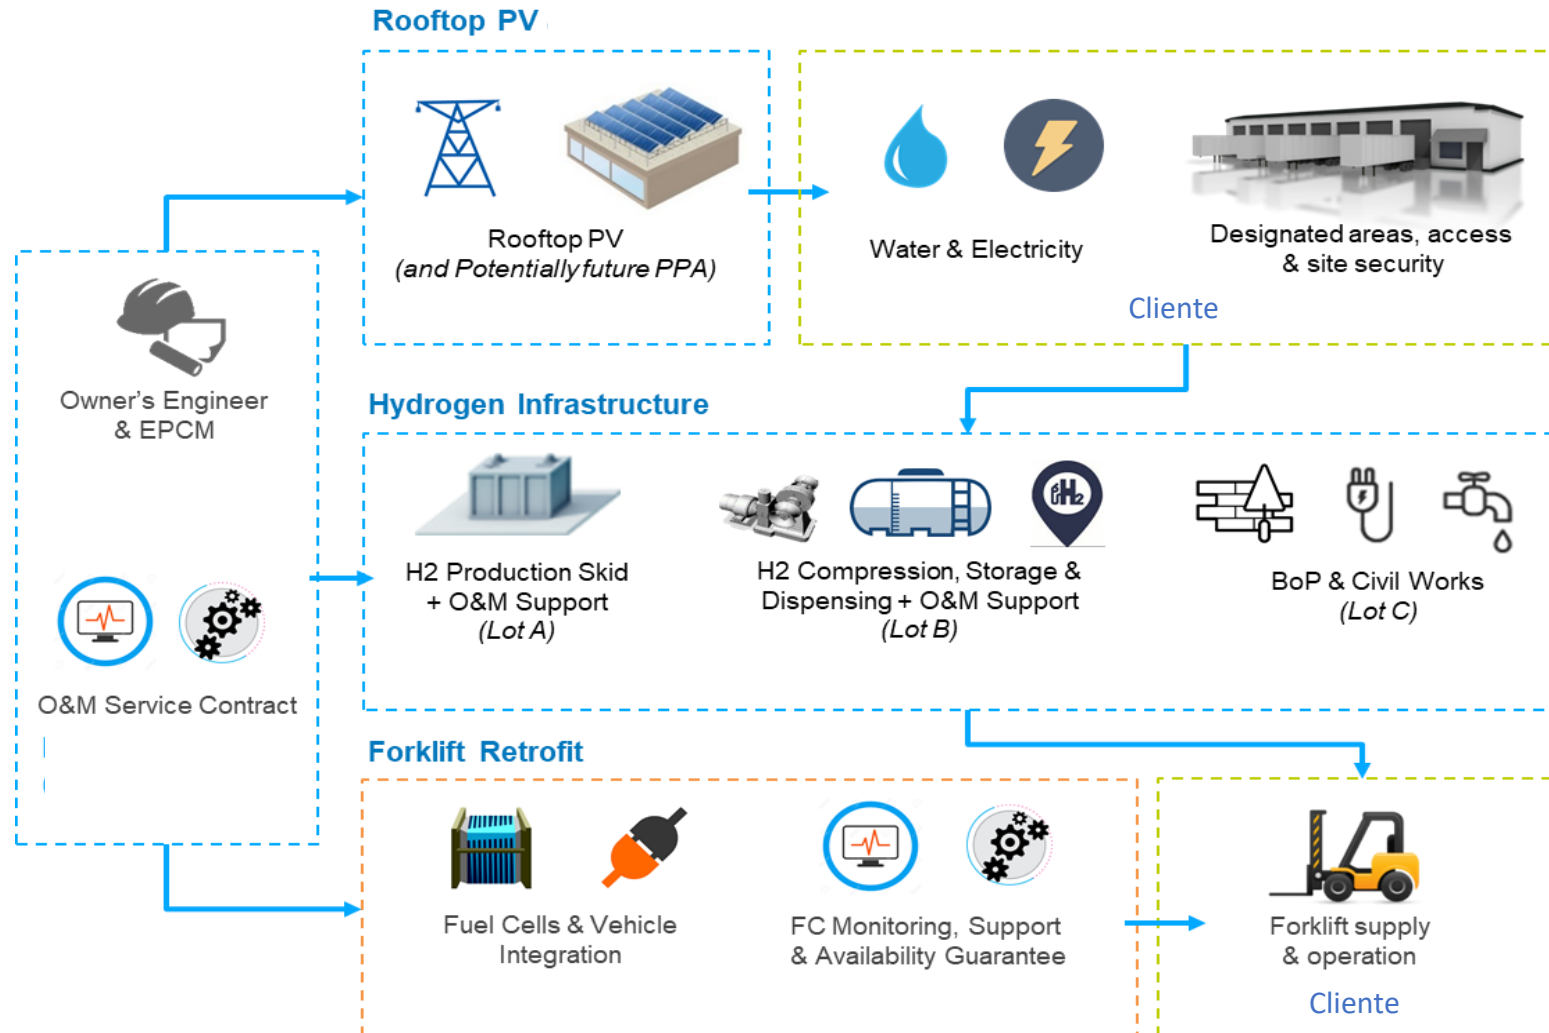 Rooftop PV
Rooftop PV
(and Potentially future PPA)
Water & Electricity
Designated areas, access
& site security
Cliente
Owner's Engineer
& EPCM
O&M Service Contract
Hydrogen Infrastructure
H2
H2 Production Skid
+ O&M Support
(Lot A)
H2 Compression, Storage &
Dispensing + O&M Support
(Lot B)
BoP & Civil Works
(Lot C)
Forklift Retrofit
Fuel Cells & Vehicle
Integration
FC Monitoring, Support
& Availability Guarantee
Forklift supply
& operation
Cliente